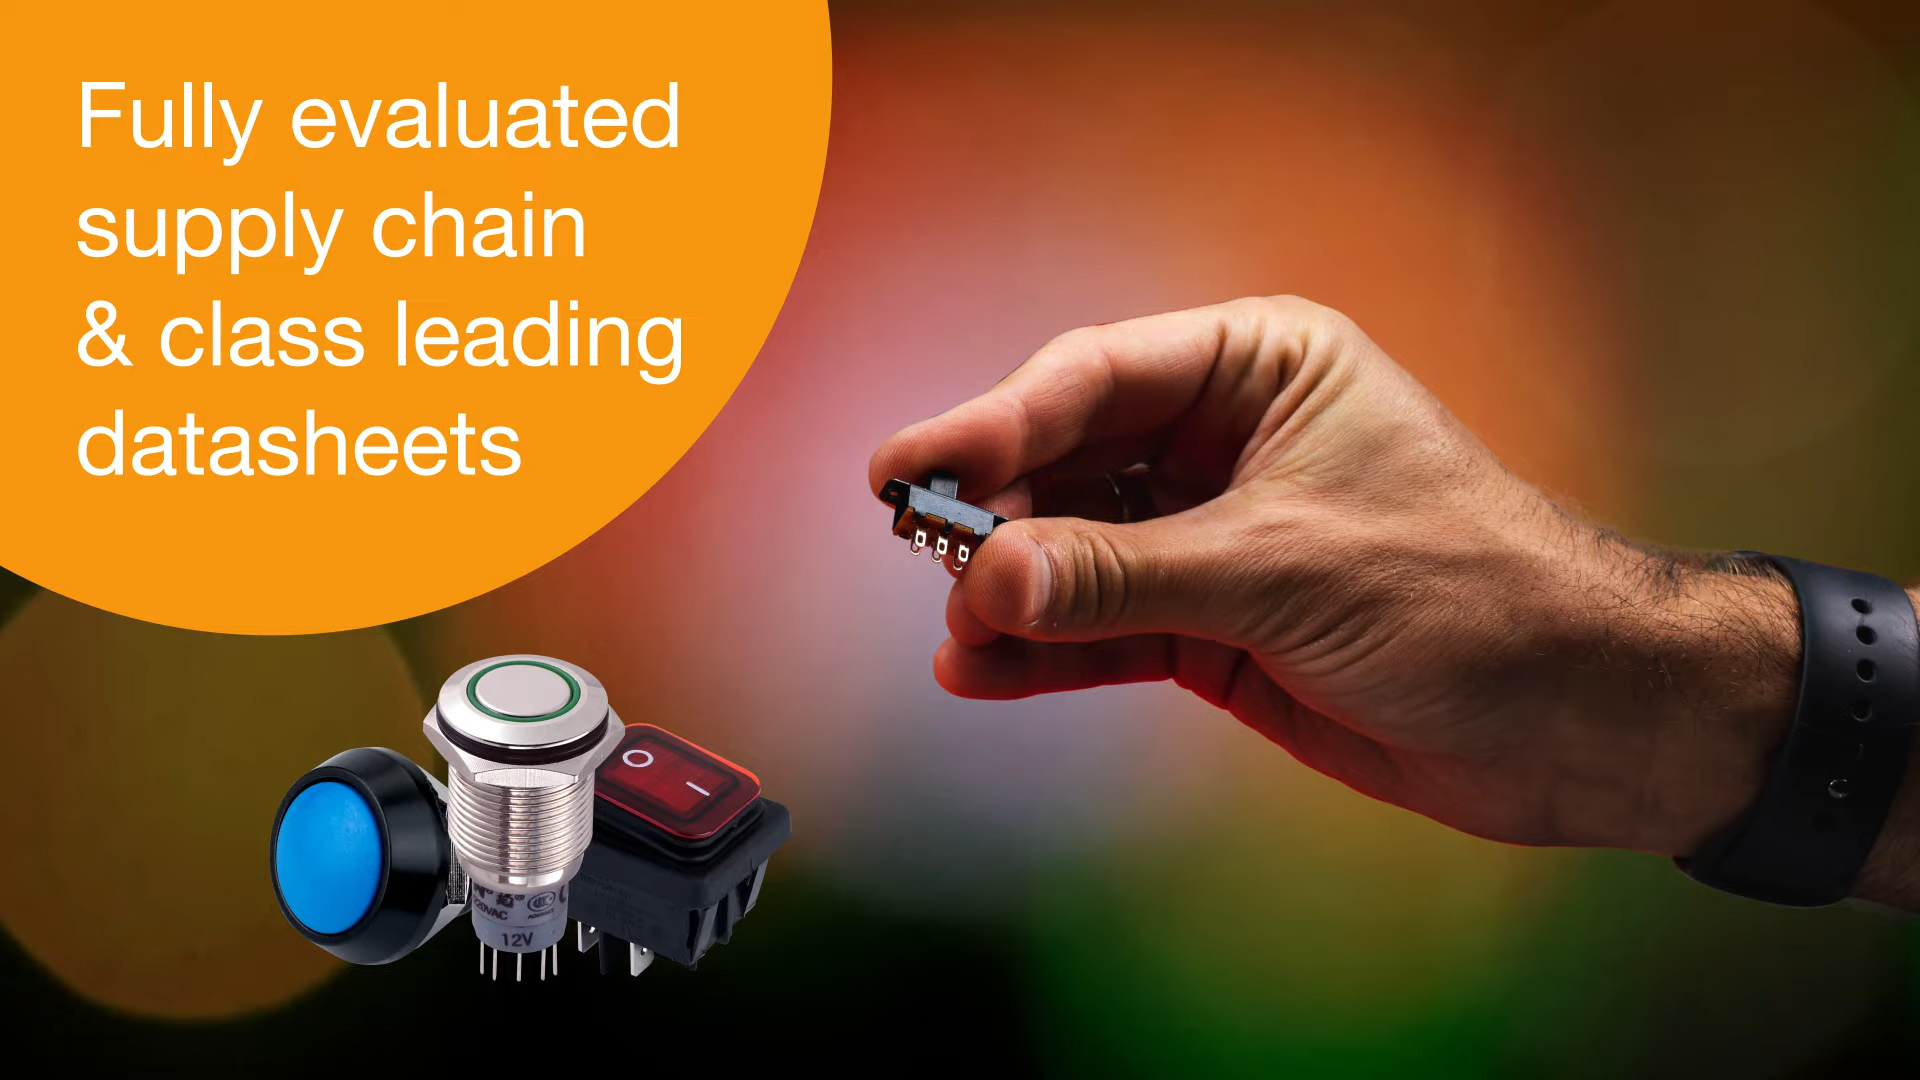 Fully evaluated
supply chain
& class leading
datasheets
12V